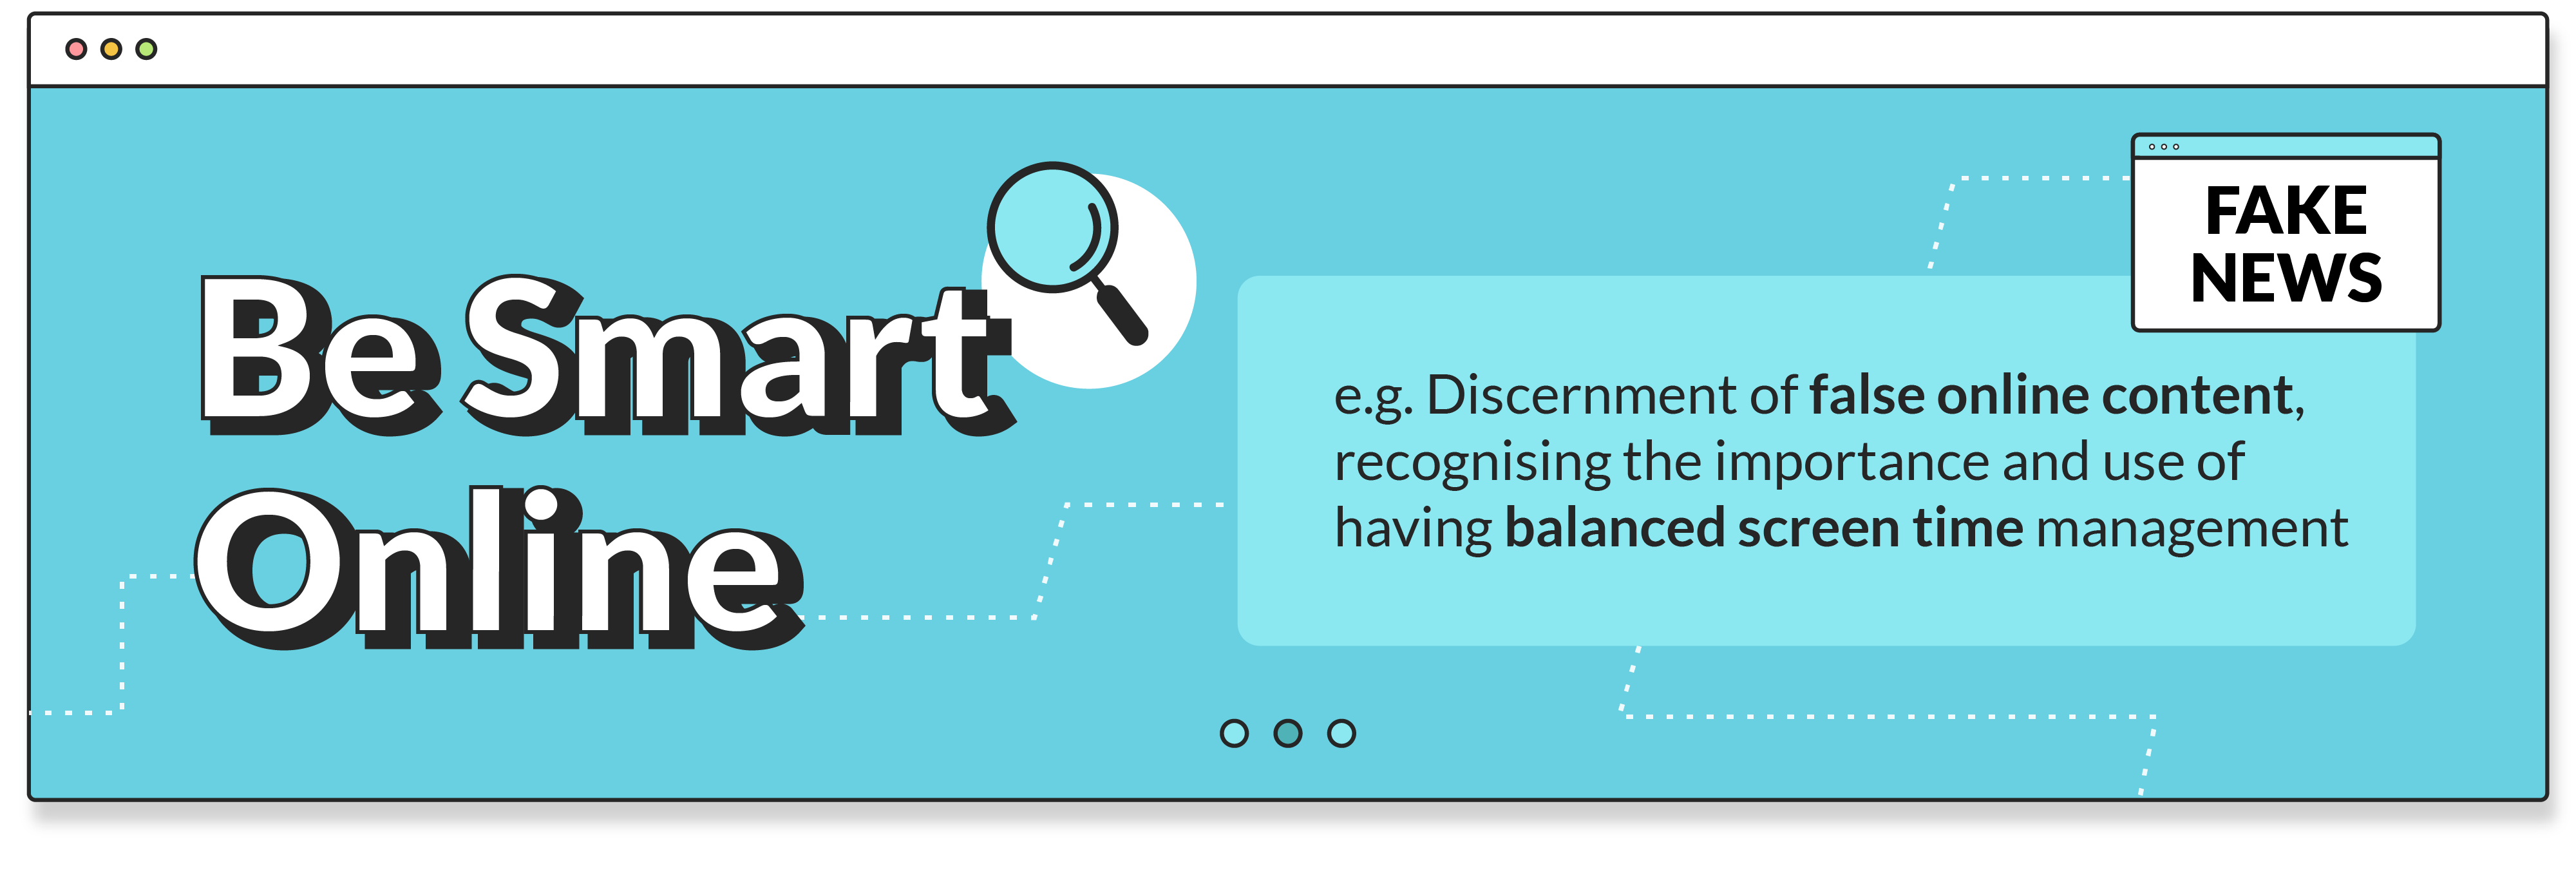 Be Smart
Online
FAKE
NEWS
e.g. Discernment of false online content,
recognising the importance and use of
having balanced screen time management